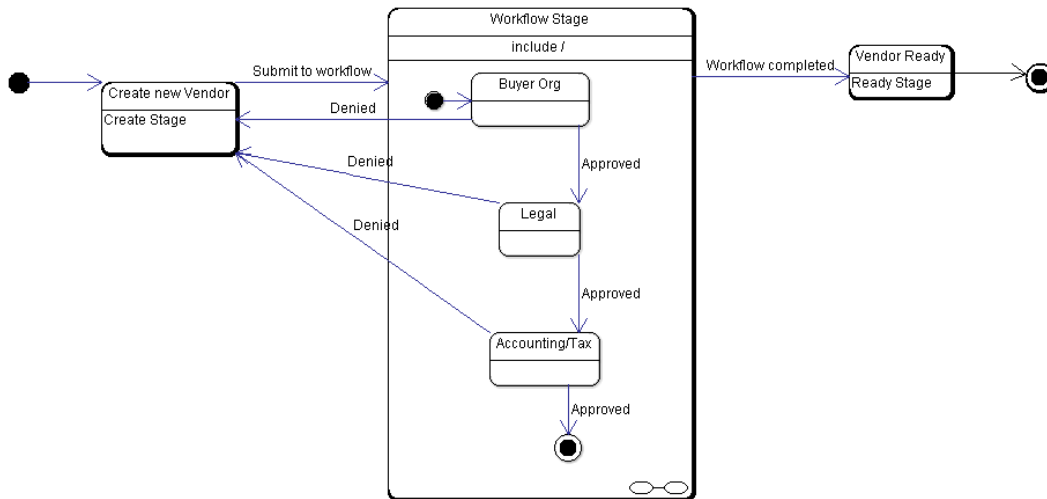 Workflow Stage
include /
Create new Vendor
Create Stage
Submit to workflow
Buyer Org
Denied
Approved
Denied
Legal
Denied
Approved
Accounting/Tax
Approved
Workflow completed
Vendor Ready
Ready Stage